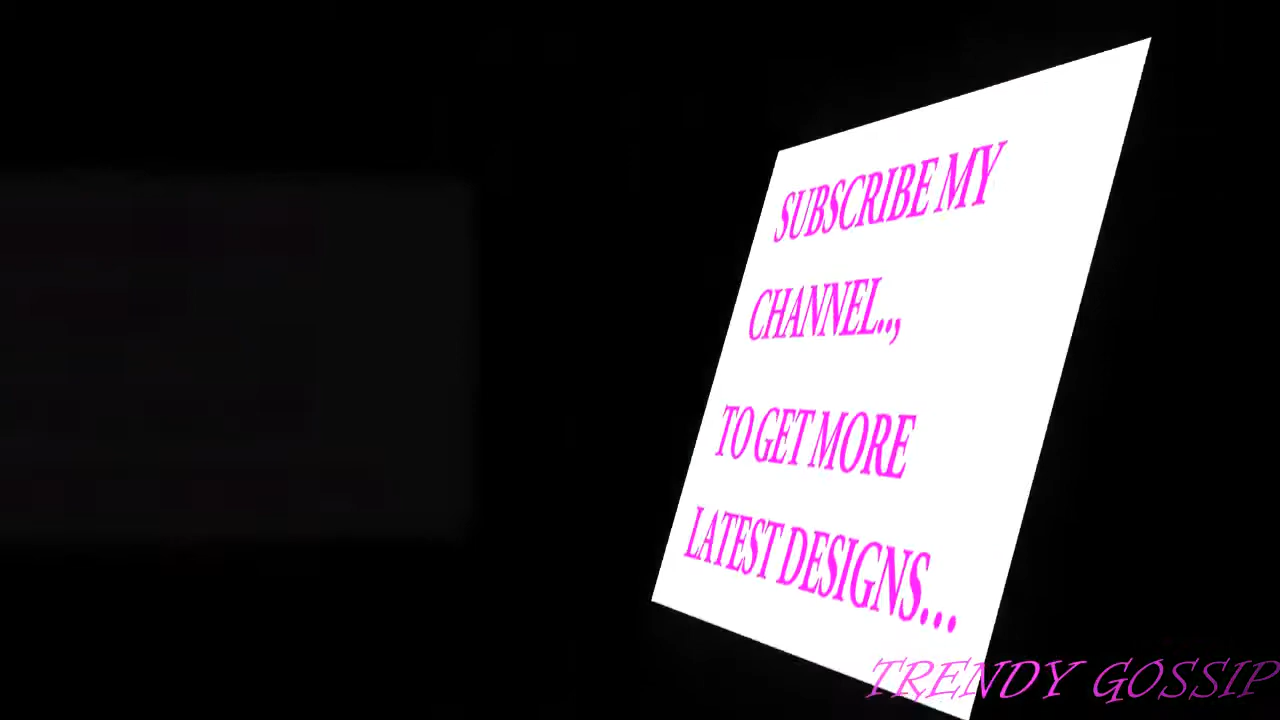 SUBSCRIBE MY
CHANNEL..,
TO GET MORE
LATEST DESIGNS...
TRENDY GOSSIP